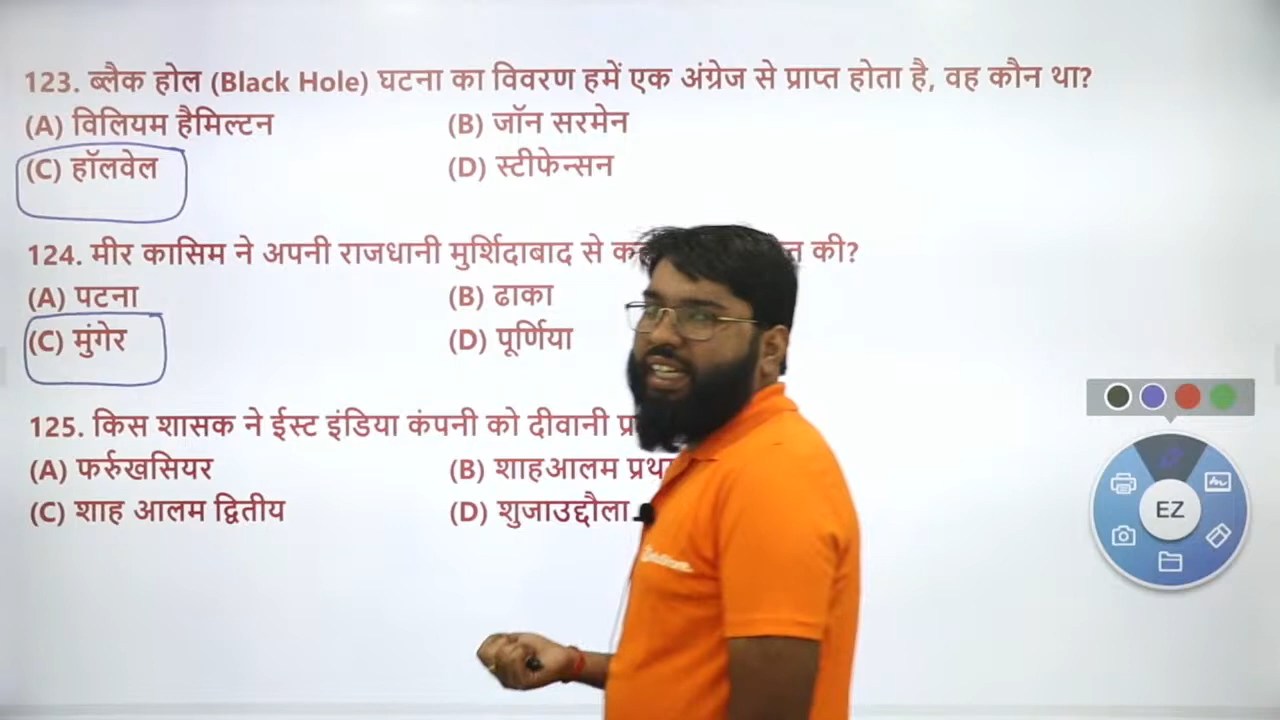 123. ब्लैक होल (Black Hole) घटना का विवरण हमें एक अंग्रेज से प्राप्त होता है, वह कौन था?
(A) विलियम हैमिल्टन (B) जॉन सरमेन
(C) हॉलवेल (D) स्टीफेन्सन
124. मीर कासिम ने अपनी राजधानी मुर्शिदाबाद से की?
(A) पटना (B) ढाका
(C) मुंगेर (D) पूर्णिया
125. किस शासक ने ईस्ट इंडिया कंपनी को दीवानी
(A) फर्रुखसियर (B) शाहआलम
(C) शाह आलम द्वितीय (D) शुजाउद्दौला
EZ